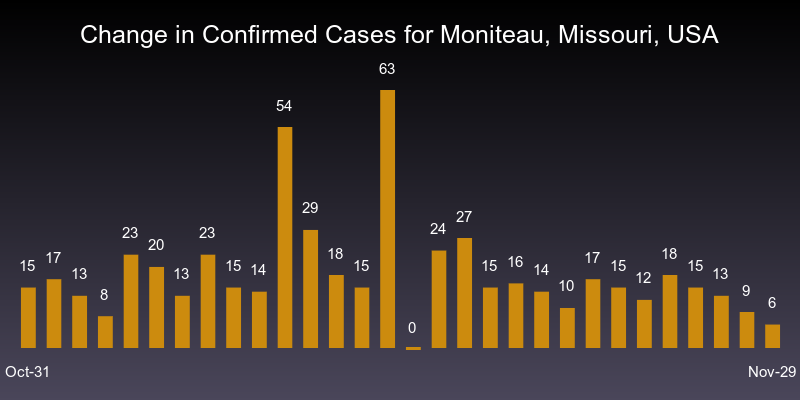 Change in Confirmed Cases for Moniteau, Missouri, USA
63
54
29
27
24
23 20 23
18 18
15 17 13 13 15 14 15 15 16 14 17 15 12 15 13
8 10 9 6
0
Oct-31 Nov-29